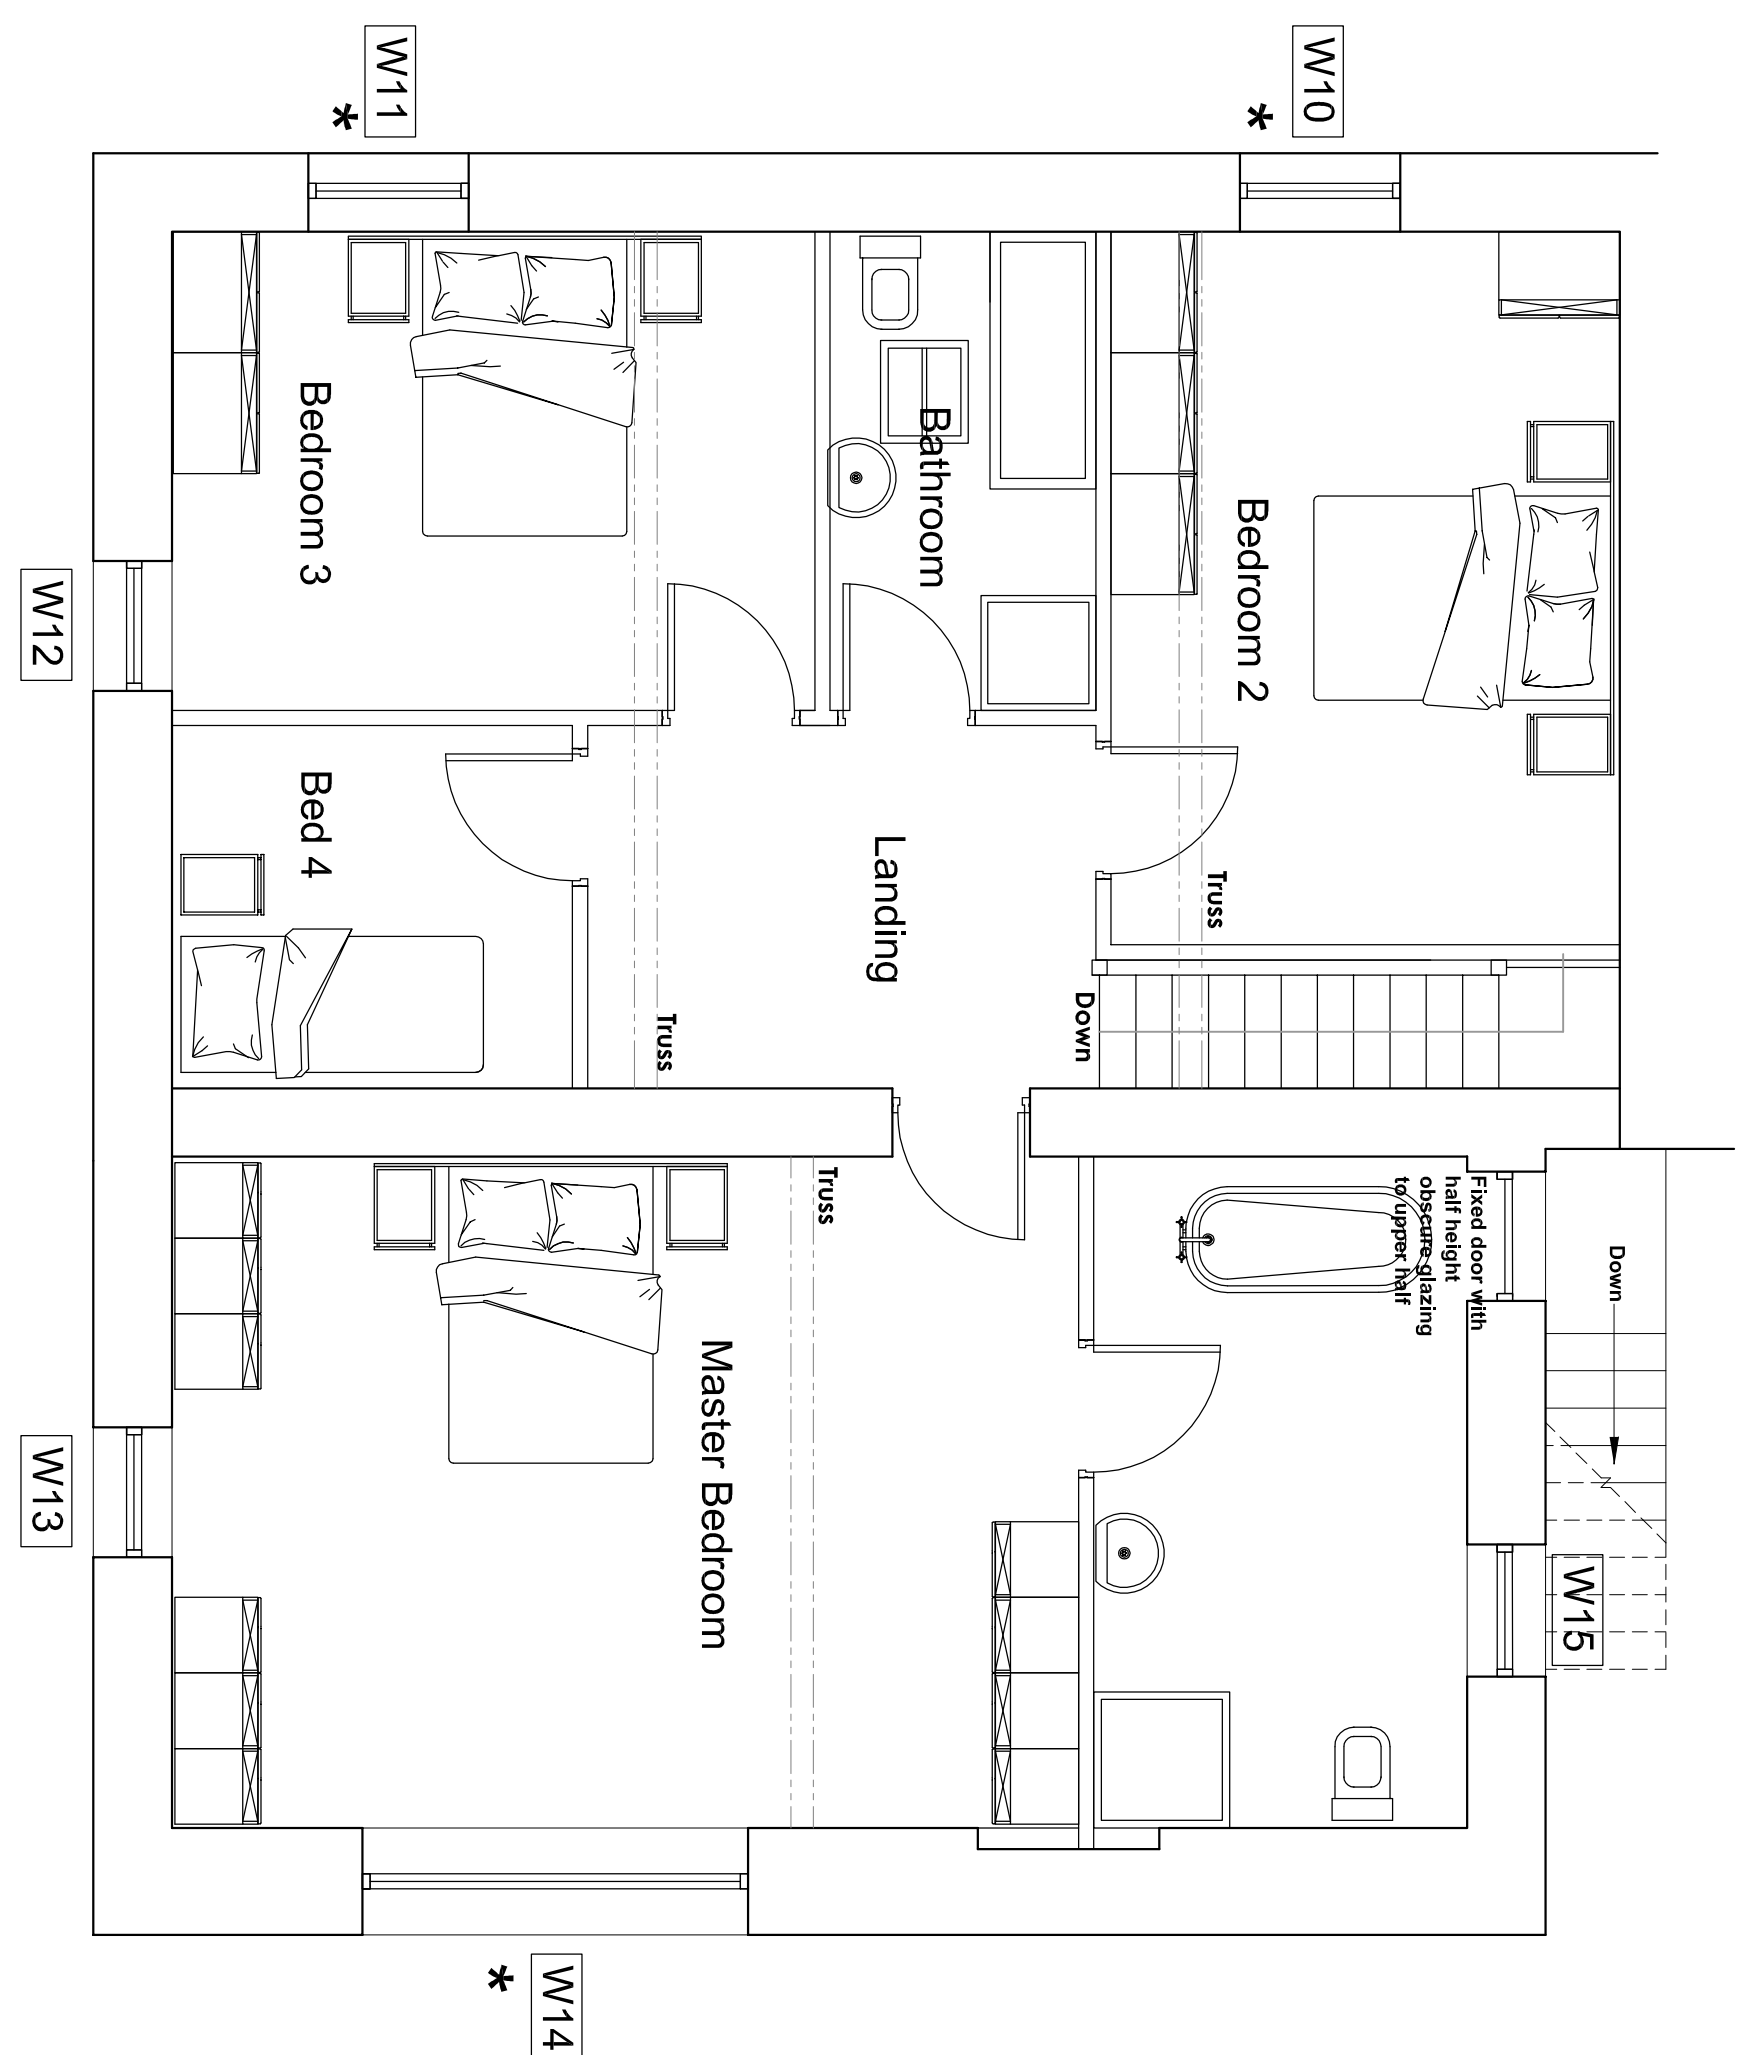 W11
*
W10
*
Bedroom 3
Bathroom
Bedroom 2
W12
Bed 4
Landing
Truss
Truss
Down
Truss
Fixed door with
half height
obscure glazing
to upper half
Down
Master Bedroom
W13
W15
W14
*